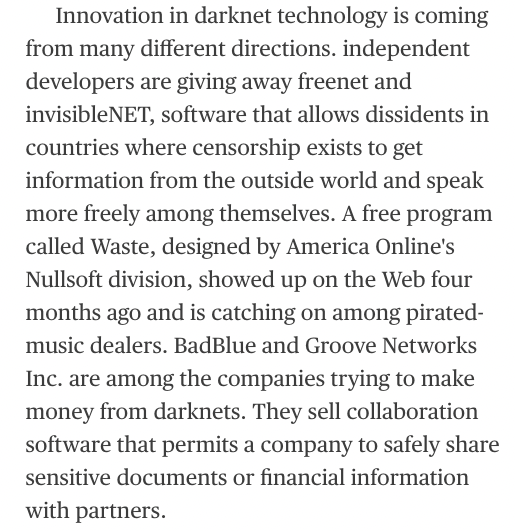 Innovation in darknet technology is coming
from many different directions. independent
developers are giving away freenet and
invisibleNET, software that allows dissidents in
countries where censorship exists to get
information from the outside world and speak
more freely among themselves. A free program
called Waste, designed by America Online's
Nullsoft division, showed up on the Web four
months ago and is catching on among pirated-
music dealers. BadBlue and Groove Networks
Inc. are among the companies trying to make
money from darknets. They sell collaboration
software that permits a company to safely share
sensitive documents or financial information
with partners.